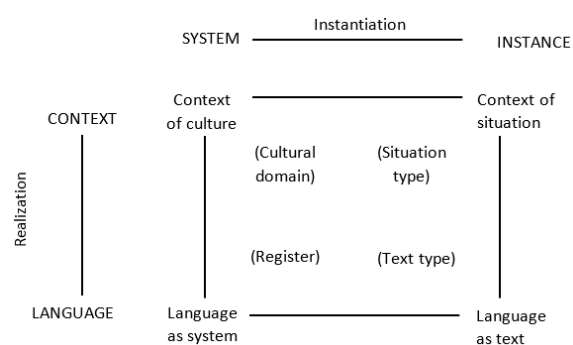 Instantiation
SYSTEM
INSTANCE
Context
of culture
Context of
situation
CONTEXT
(Cultural
domain)
(Situation
type)
Realization
(Register)
(Text type)
LANGUAGE
Language
as system
Language
as text